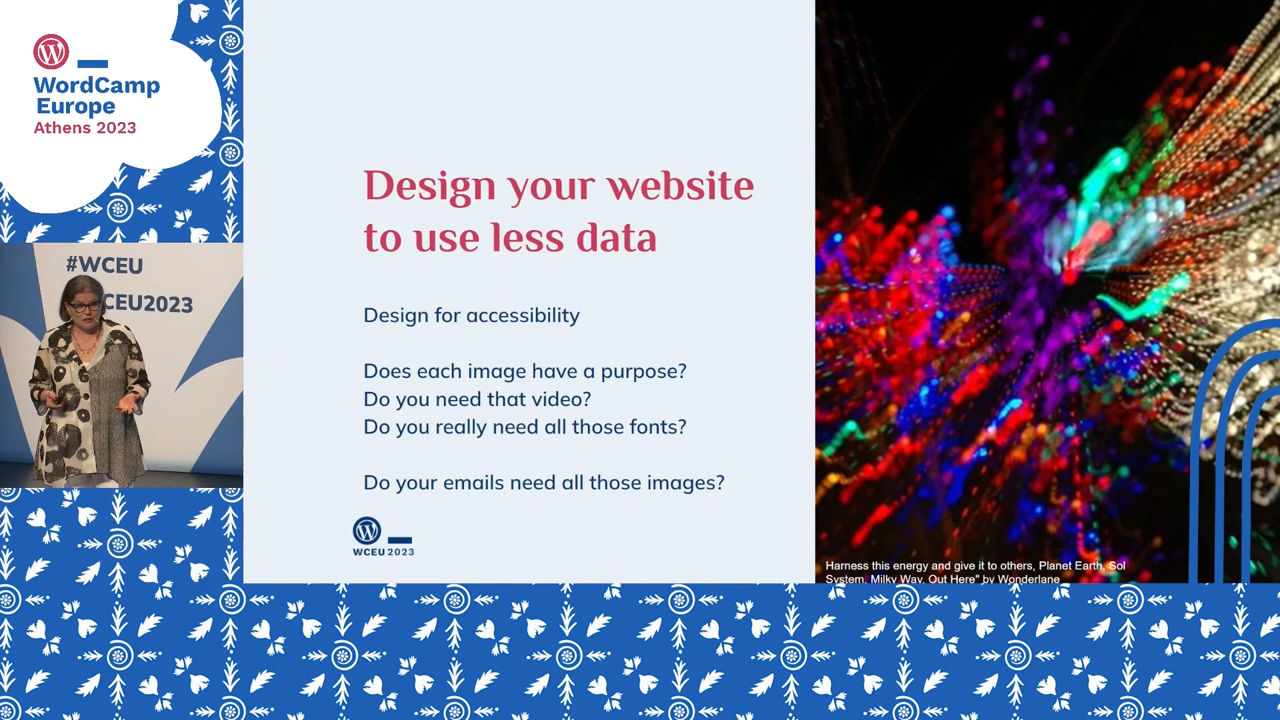 WordCamp
Europe
Athens 2023
#WCEU
CEU2023
Design your website
to use less data
Design for accessibility
Does each image have a purpose?
Do you need that video?
Do you really need all those fonts?
Do your emails need all those images?
WCEU 2023
Harness this energy and give it to others, Planet Earth, Sol
System, Milky Way, Out Here" by Wonderlane